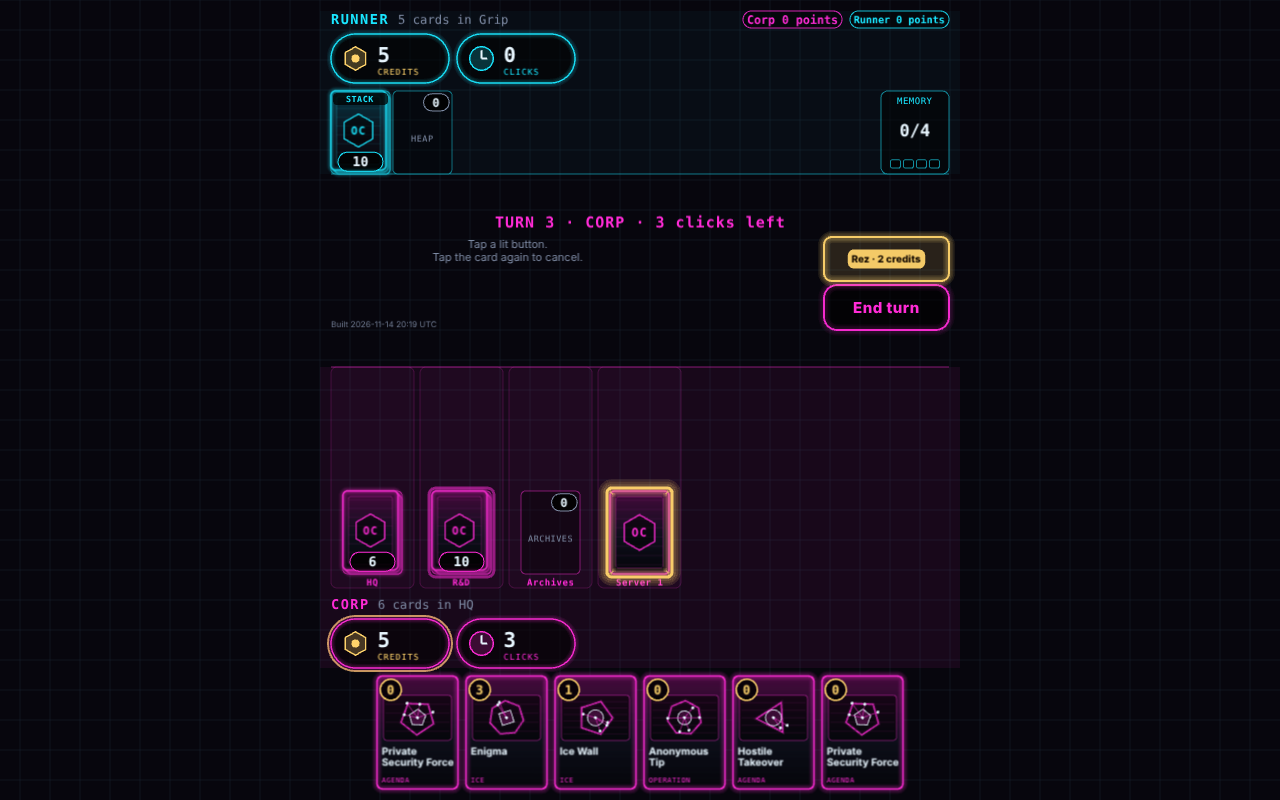 RUNNER 5 cards in Grip
Corp 0 points
Runner 0 points
5
CREDITS
0
CLICKS
STACK
OC
10
0
HEAP
MEMORY
0/4
TURN 3 · CORP · 3 clicks left
Tap a lit button.
Tap the card again to cancel.
Rez · 2 credits
End turn
Built 2026-11-14 20:19 UTC
OC
6
HQ
OC
10
R&D
0
ARCHIVES
Archives
OC
Server 1
CORP 6 cards in HQ
5
CREDITS
3
CLICKS
0
Private
Security Force
AGENDA
3
Enigma
ICE
1
Ice Wall
ICE
0
Anonymous
Tip
OPERATION
0
Hostile
Takeover
AGENDA
0
Private
Security Force
AGENDA